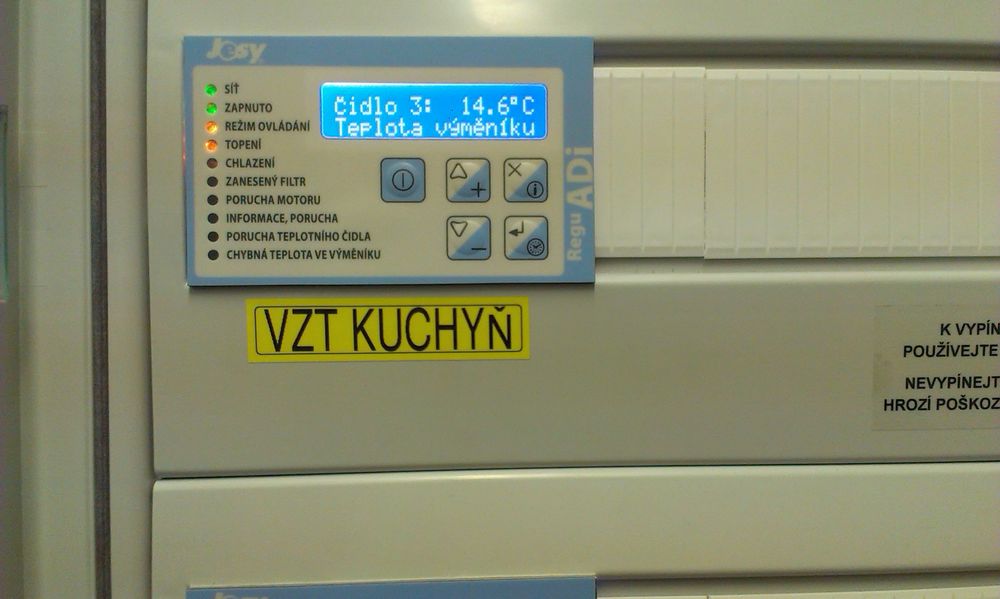 Josy
SÍŤ
ZAPNUTO
REŽIM OVLÁDÁNÍ
TOPENÍ
CHLAZENÍ
ZANESENÝ FILTR
PORUCHA MOTORU
INFORMACE, PORUCHA
PORUCHA TEPLOTNÍHO ČIDLA
CHYBNÁ TEPLOTA VE VÝMĚNÍKU
Čidlo 3: 14.6°C
Teplota výměníku
Regu ADi
VZT KUCHYŇ
K VYPÍN
POUŽÍVEJTE
NEVYPÍNEJT
HROZÍ POŠKOZ